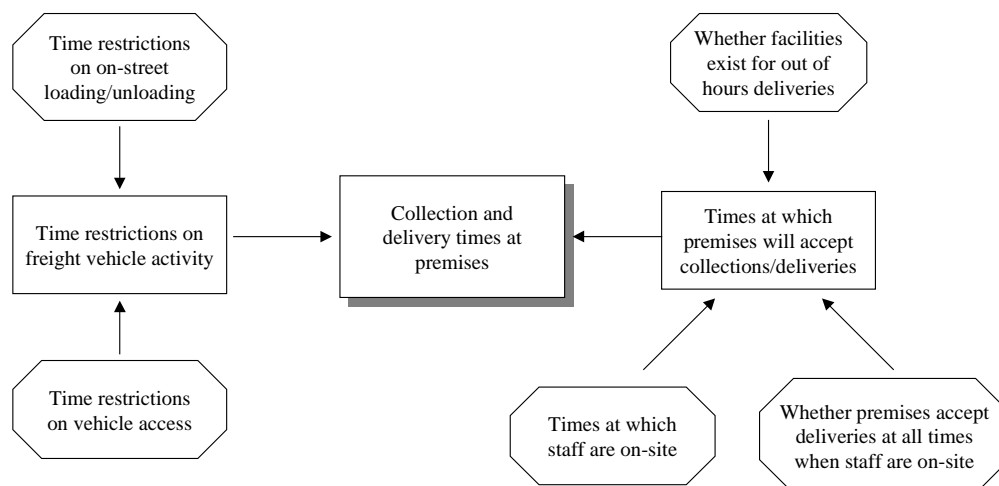 Time restrictions
on on-street
loading/unloading
Whether facilities
exist for out of
hours deliveries
Time restrictions on
freight vehicle activity
Collection and
delivery times at
premises
Times at which
premises will accept
collections/deliveries
Time restrictions
on vehicle access
Times at which
staff are on-site
Whether premises accept
deliveries at all times
when staff are on-site